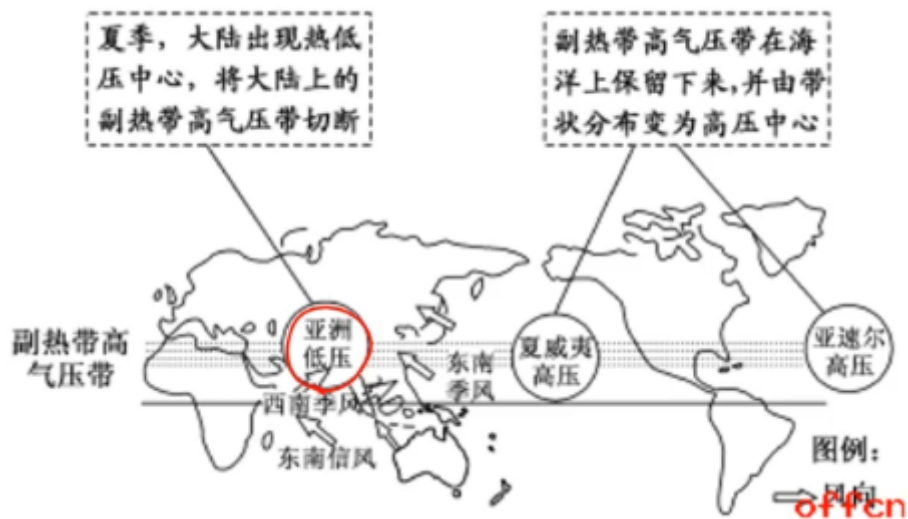 夏季，大陆出现热低
压中心，将大陆上的
副热带高气压带切断
副热带高气压带在海
洋上保留下来，并由带
状分布变为高压中心
副热带高
气压带
亚洲
低压
东南
季风
夏威夷
高压
亚速尔
高压
西南季风
东南信风
图例：
风向
offcn